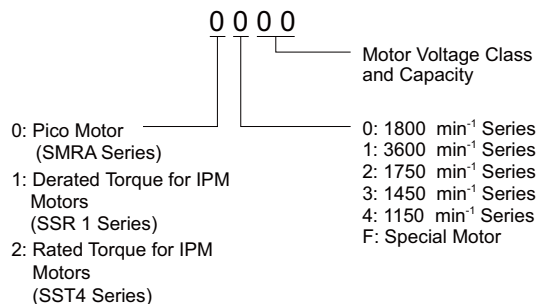 0 0 0 0
Motor Voltage Class
and Capacity
0: Pico Motor
(SMRA Series)
1: Derated Torque for IPM
Motors
(SSR 1 Series)
2: Rated Torque for IPM
Motors
(SST4 Series)
0: 1800 min⁻¹ Series
1: 3600 min⁻¹ Series
2: 1750 min⁻¹ Series
3: 1450 min⁻¹ Series
4: 1150 min⁻¹ Series
F: Special Motor